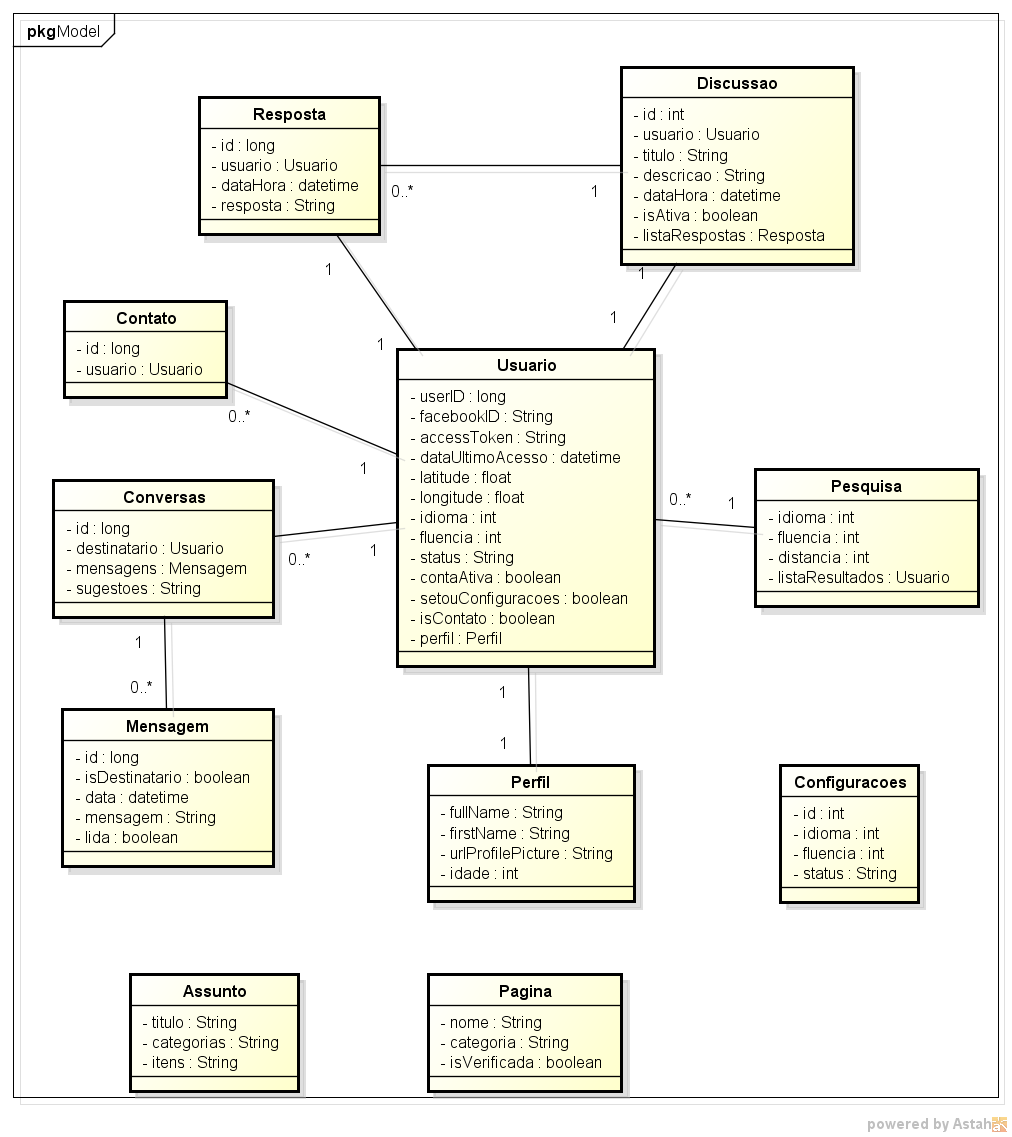 pkg Model
Resposta
- id : long
- usuario : Usuario
- dataHora : datetime
- resposta : String
Discussao
- id : int
- usuario : Usuario
- titulo : String
- descricao : String
- dataHora : datetime
- isAtiva : boolean
- listaRespostas : Resposta
0..*
1
1
1
1
1
Contato
- id : long
- usuario : Usuario
0..*
1
Usuario
- userID : long
- facebookID : String
- accessToken : String
- dataUltimoAcesso : datetime
- latitude : float
- longitude : float
- idioma : int
- fluencia : int
- status : String
- contaAtiva : boolean
- setouConfiguracoes : boolean
- isContato : boolean
- perfil : Perfil
Conversas
- id : long
- destinatario : Usuario
- mensagens : Mensagem
- sugestoes : String
0..*
1
0..*
1
Pesquisa
- idioma : int
- fluencia : int
- distancia : int
- listaResultados : Usuario
1
0..*
Mensagem
- id : long
- isDestinatario : boolean
- data : datetime
- mensagem : String
- lida : boolean
1
1
Perfil
- fullName : String
- firstName : String
- urlProfilePicture : String
- idade : int
Configuracoes
- id : int
- idioma : int
- fluencia : int
- status : String
Assunto
- titulo : String
- categorias : String
- itens : String
Pagina
- nome : String
- categoria : String
- isVerificada : boolean
powered by Astah